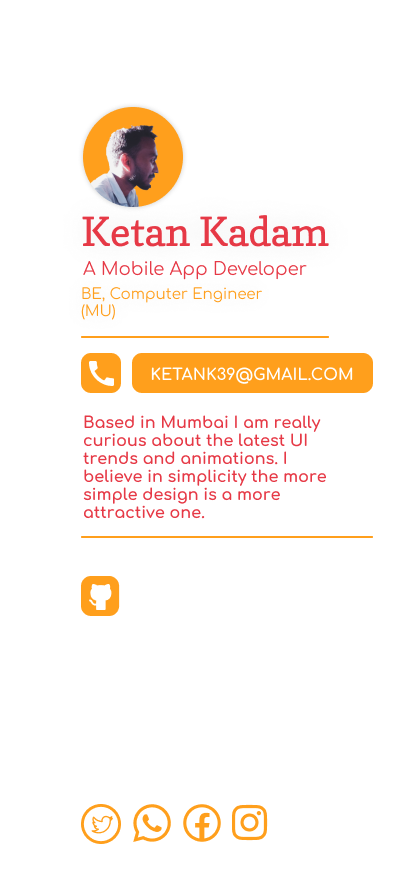 Ketan Kadam
A Mobile App Developer
BE, Computer Engineer
(MU)
KETANK39@GMAIL.COM
Based in Mumbai I am really
curious about the latest UI
trends and animations. I
believe in simplicity the more
simple design is a more
attractive one.